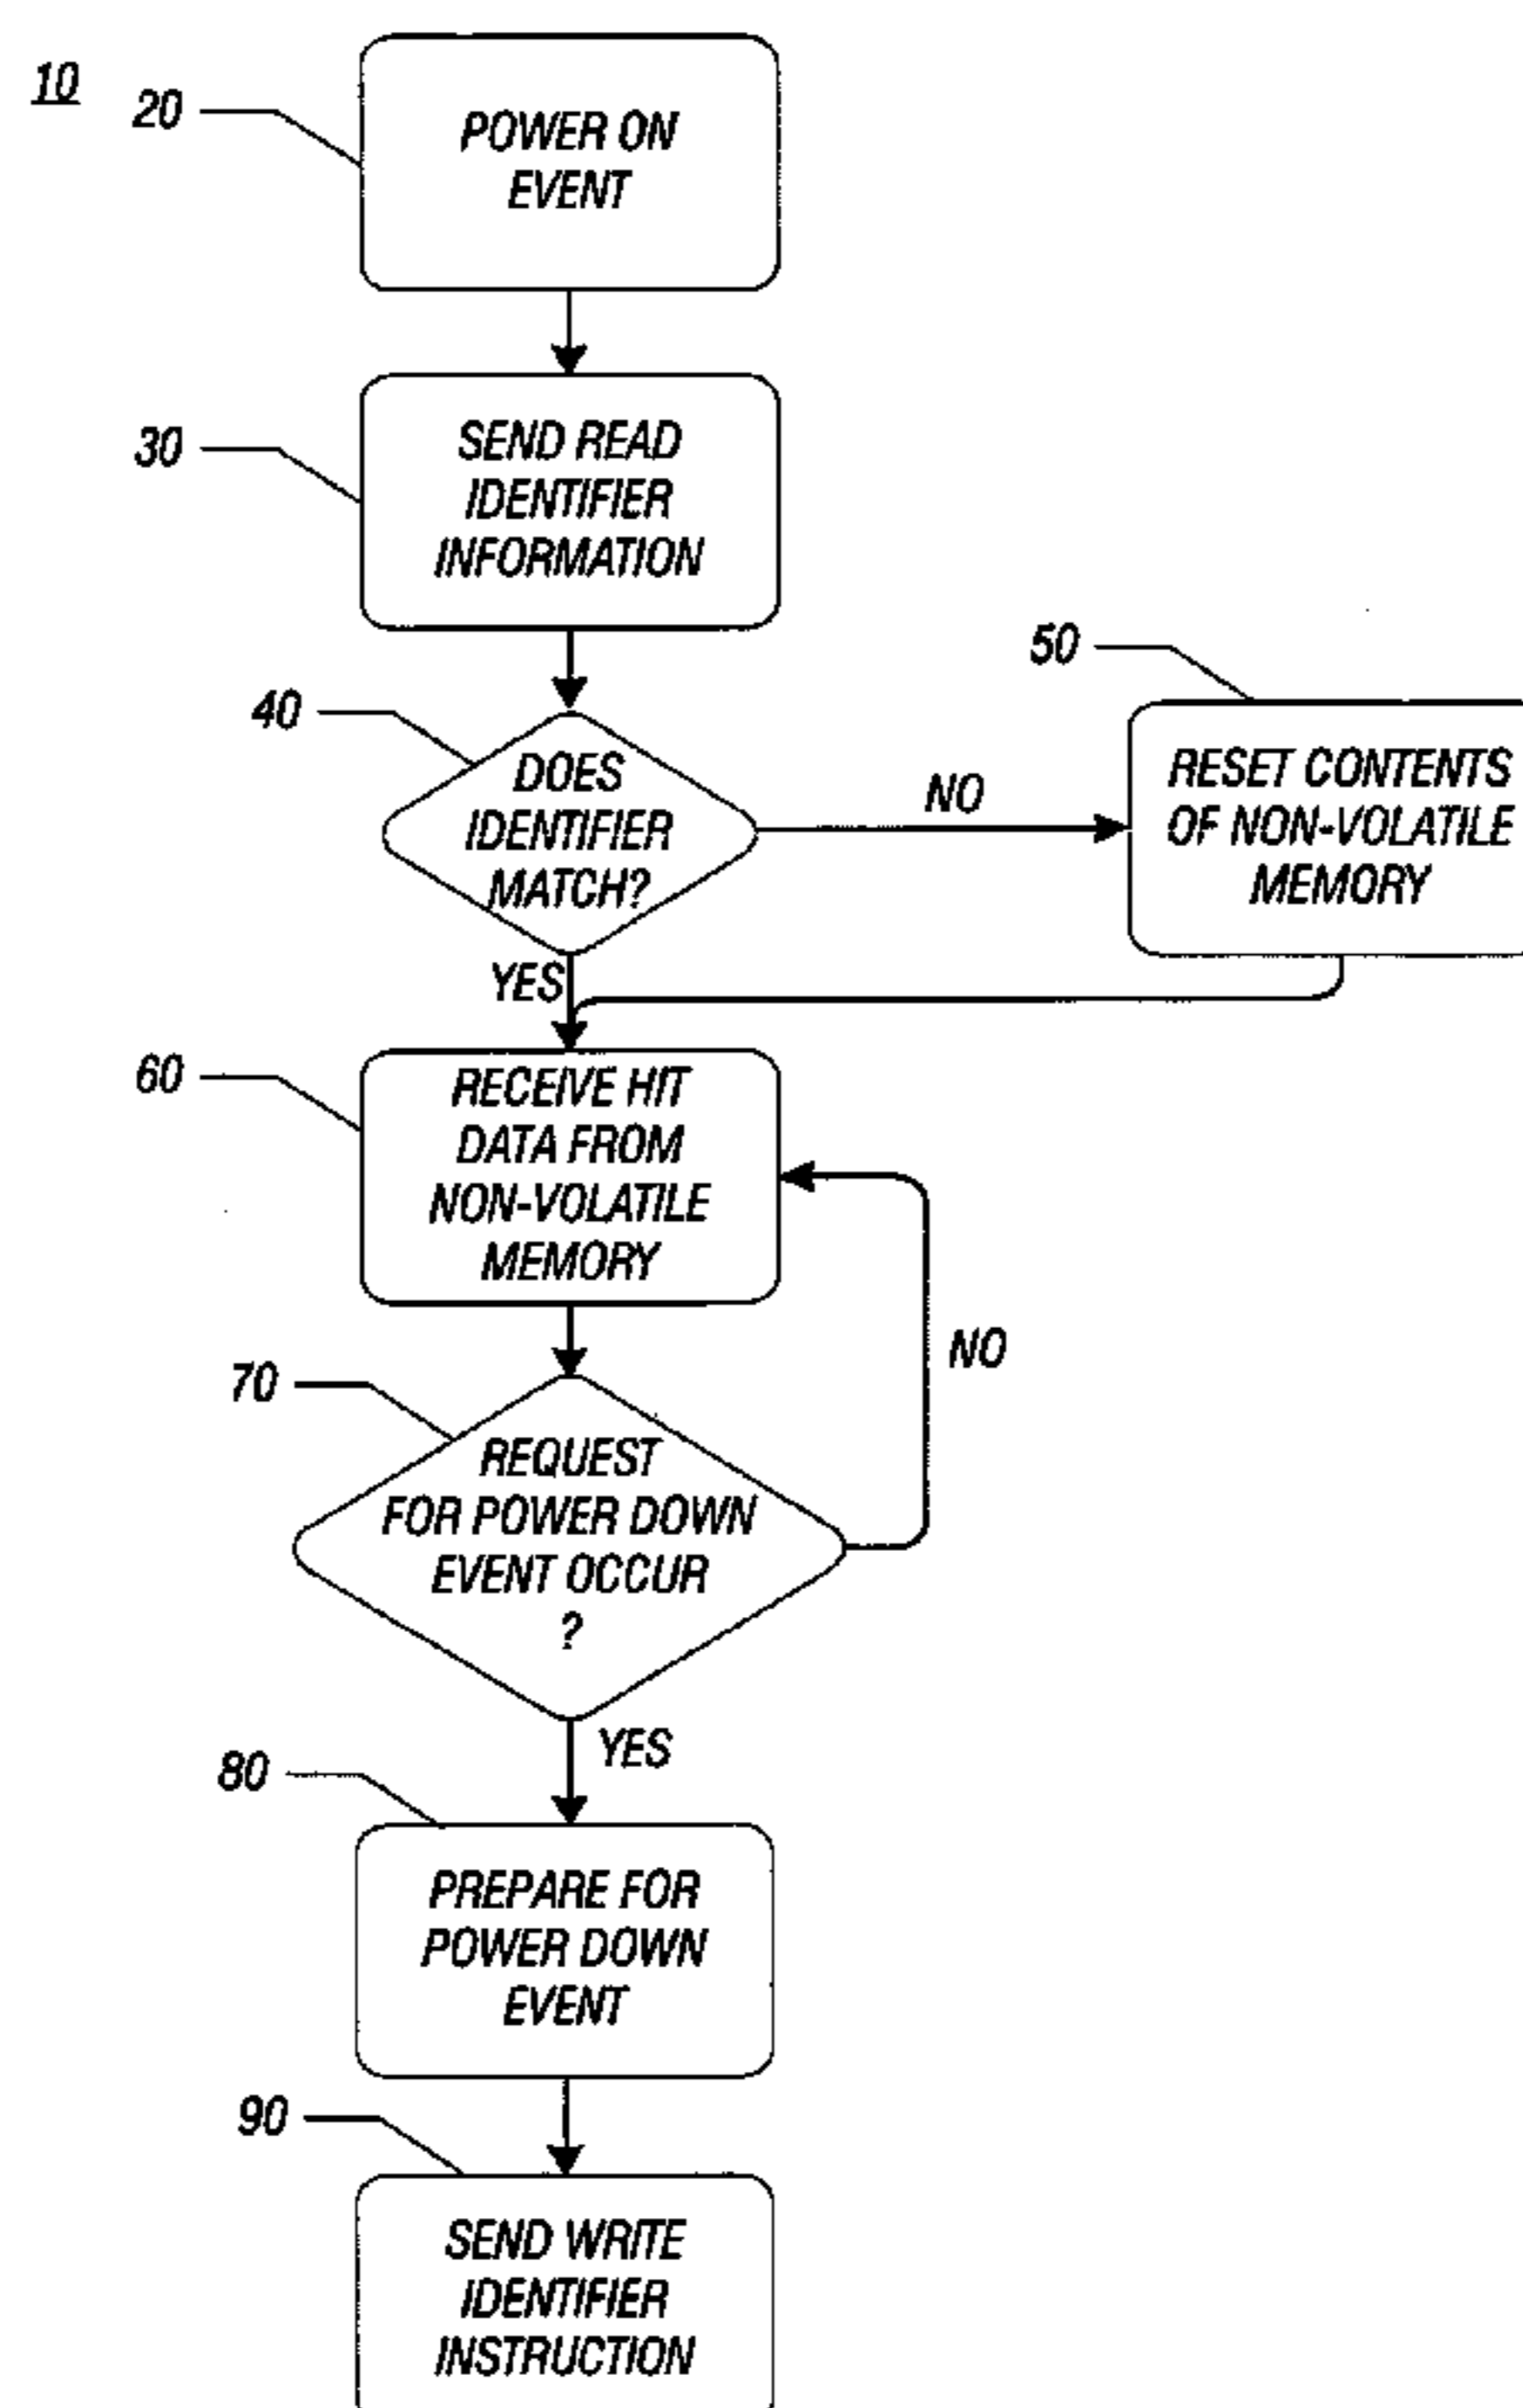 10
20
POWER ON
EVENT
30
SEND READ
IDENTIFIER
INFORMATION
40
DOES
IDENTIFIER
MATCH?
NO
50
RESET CONTENTS
OF NON-VOLATILE
MEMORY
YES
60
RECEIVE HIT
DATA FROM
NON-VOLATILE
MEMORY
NO
70
REQUEST
FOR POWER DOWN
EVENT OCCUR
?
YES
80
PREPARE FOR
POWER DOWN
EVENT
90
SEND WRITE
IDENTIFIER
INSTRUCTION